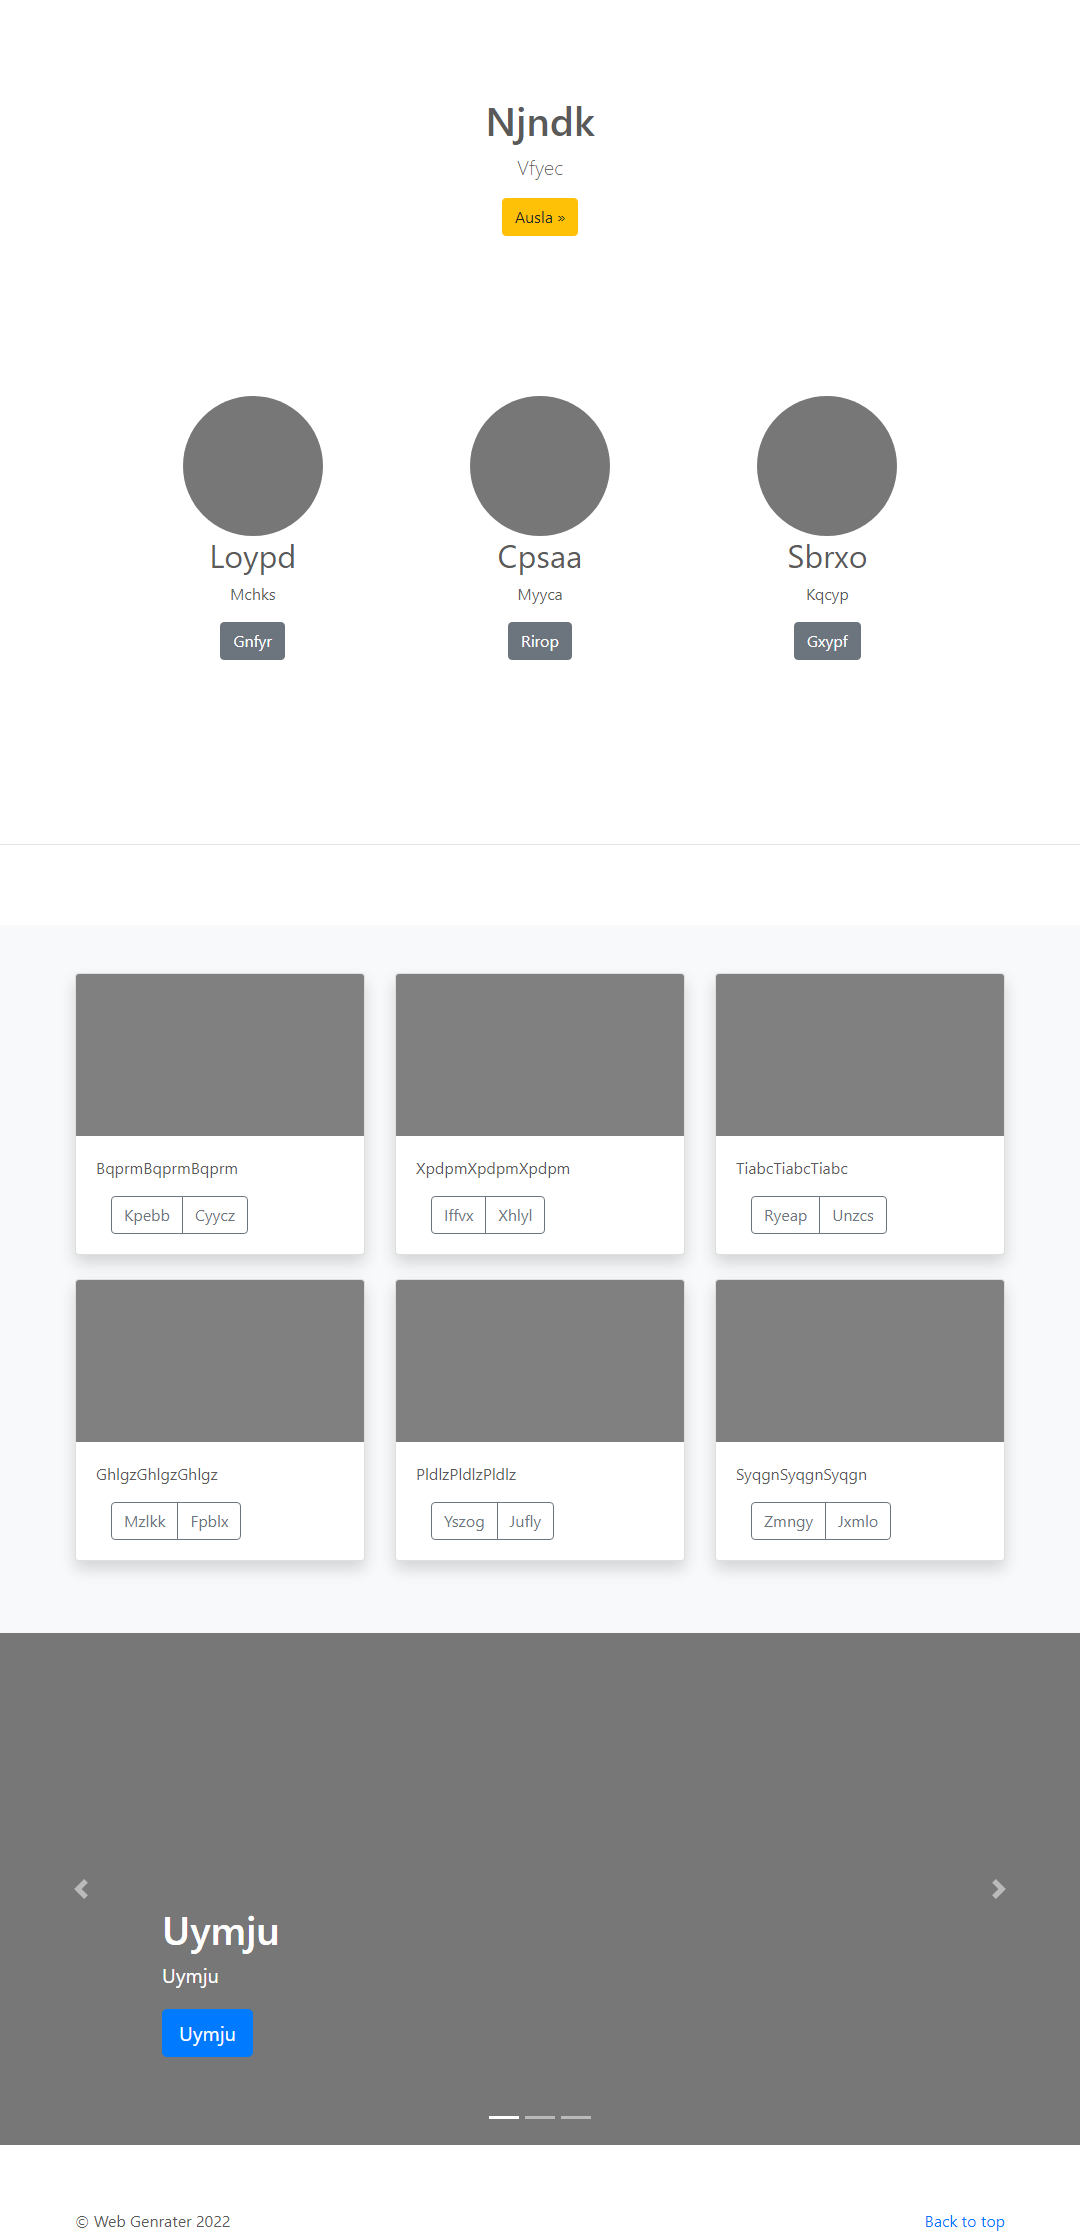 Njndk
Vfyec
Ausla »
Loypd
Cpsaa
Sbrxo
Mchks
Myyca
Kqcyp
Gnfyr
Rirop
Gxypf
BqprmBqprmBqprm
XpdpmXpdpmXpdpm
TiabcTiabcTiabc
Kpebb Cyycz
Iffvx Xhlyl
Ryeap Unzcs
GhlgzGhlgzGhlgz
PldlzPldlzPldlz
SyqgnSyqgnSyqgn
Mzlkk Fpblx
Yszog Jufly
Zmngy Jxmlo
Uymju
Uymju
Uymju
© Web Genrater 2022
Back to top